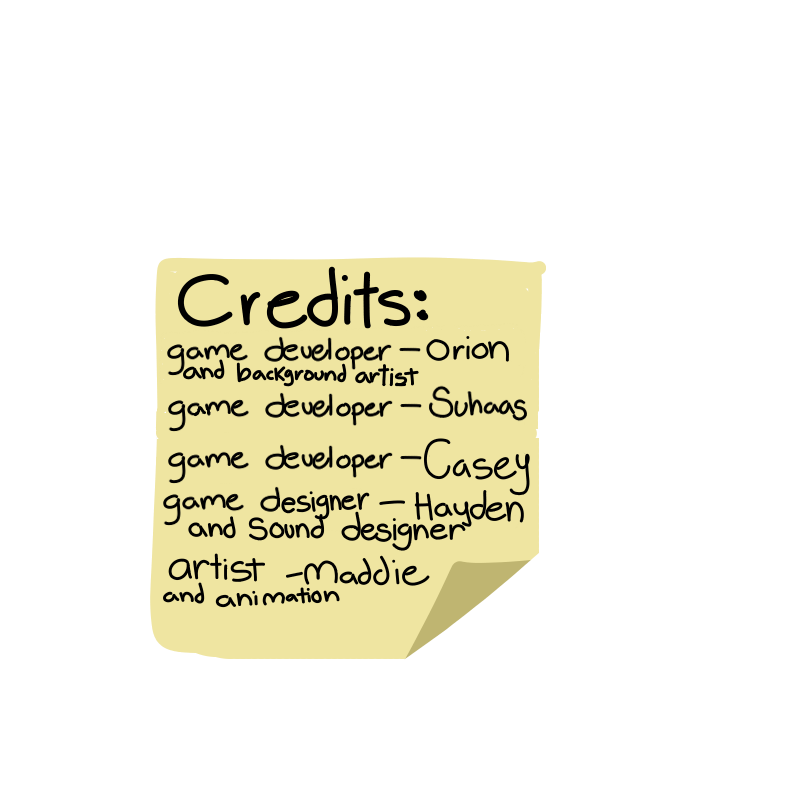 Credits:
game developer - Orion
and background artist
game developer - Suhaas
game developer - Casey
game designer - Hayden
and Sound designer
artist - Maddie
and animation